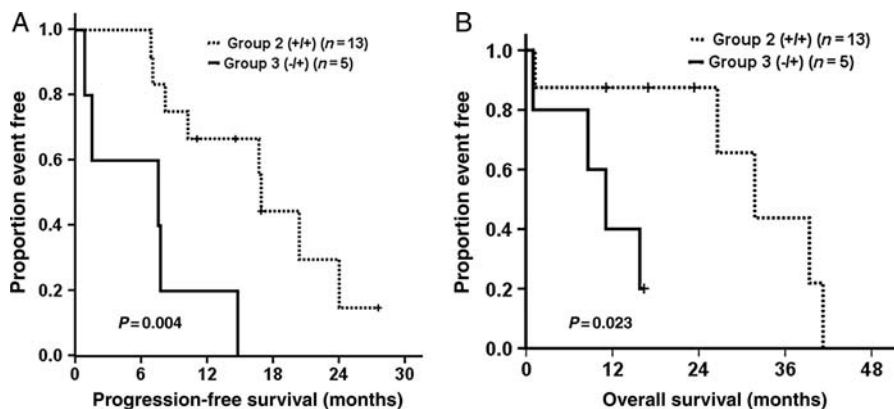 A
Group 2 (+/+) (n=13)
Group 3 (-/+) (n=5)
Proportion event free
1.0
0.8
0.6
0.4
0.2
0.0
P=0.004
0 6 12 18 24 30
Progression-free survival (months)
B
Group 2 (+/+) (n=13)
Group 3 (-/+) (n=5)
Proportion event free
1.0
0.8
0.6
0.4
0.2
0.0
P=0.023
0 12 24 36 48
Overall survival (months)